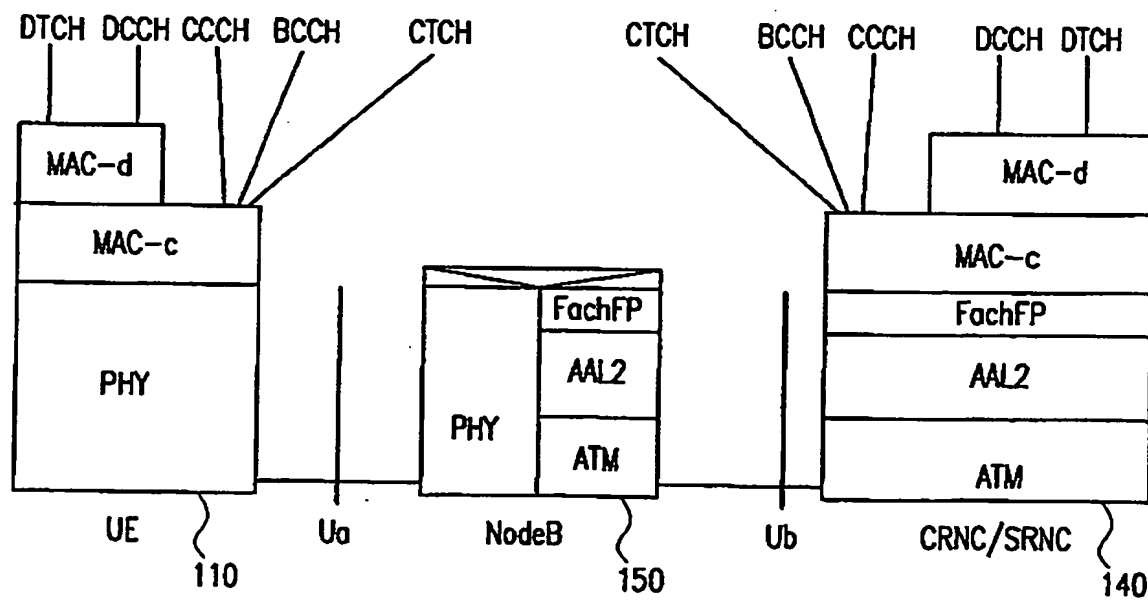 DTCH DCCH CCCH BCCH CTCH CTCH BCCH CCCH DCCH DTCH
MAC-d MAC-d
MAC-c MAC-c
FachFP FachFP
PHY AAL2 AAL2
PHY
ATM ATM
UE Ua NodeB Ub CRNC/SRNC
110 150 140